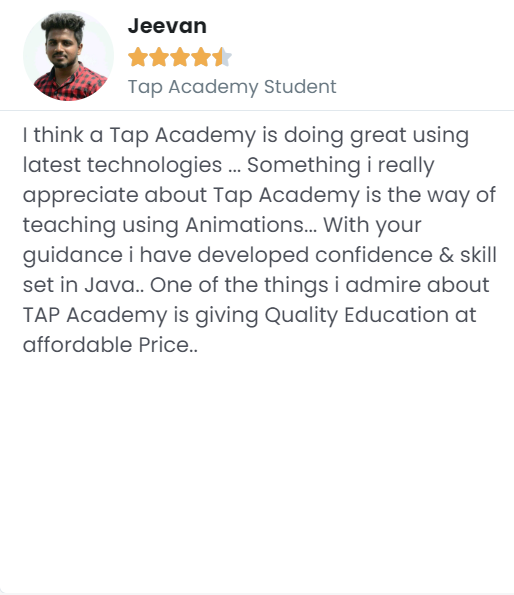 Jeevan
Tap Academy Student
I think a Tap Academy is doing great using
latest technologies ... Something i really
appreciate about Tap Academy is the way of
teaching using Animations... With your
guidance i have developed confidence & skill
set in Java.. One of the things i admire about
TAP Academy is giving Quality Education at
affordable Price..